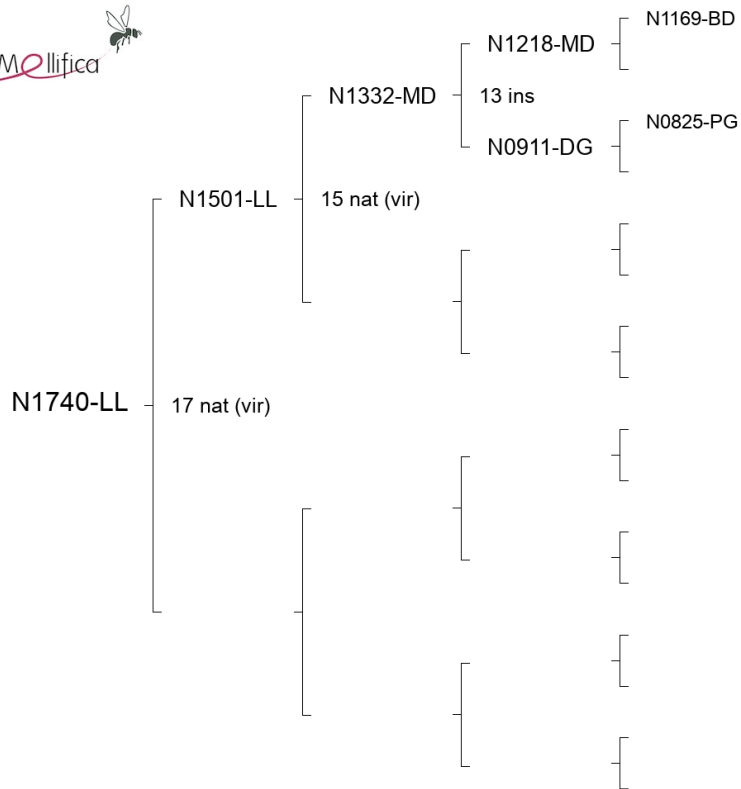 N1169-BD
N1218-MD
Mellifica
N1332-MD
13 ins
N0825-PG
N0911-DG
N1501-LL
15 nat (vir)
N1740-LL
17 nat (vir)